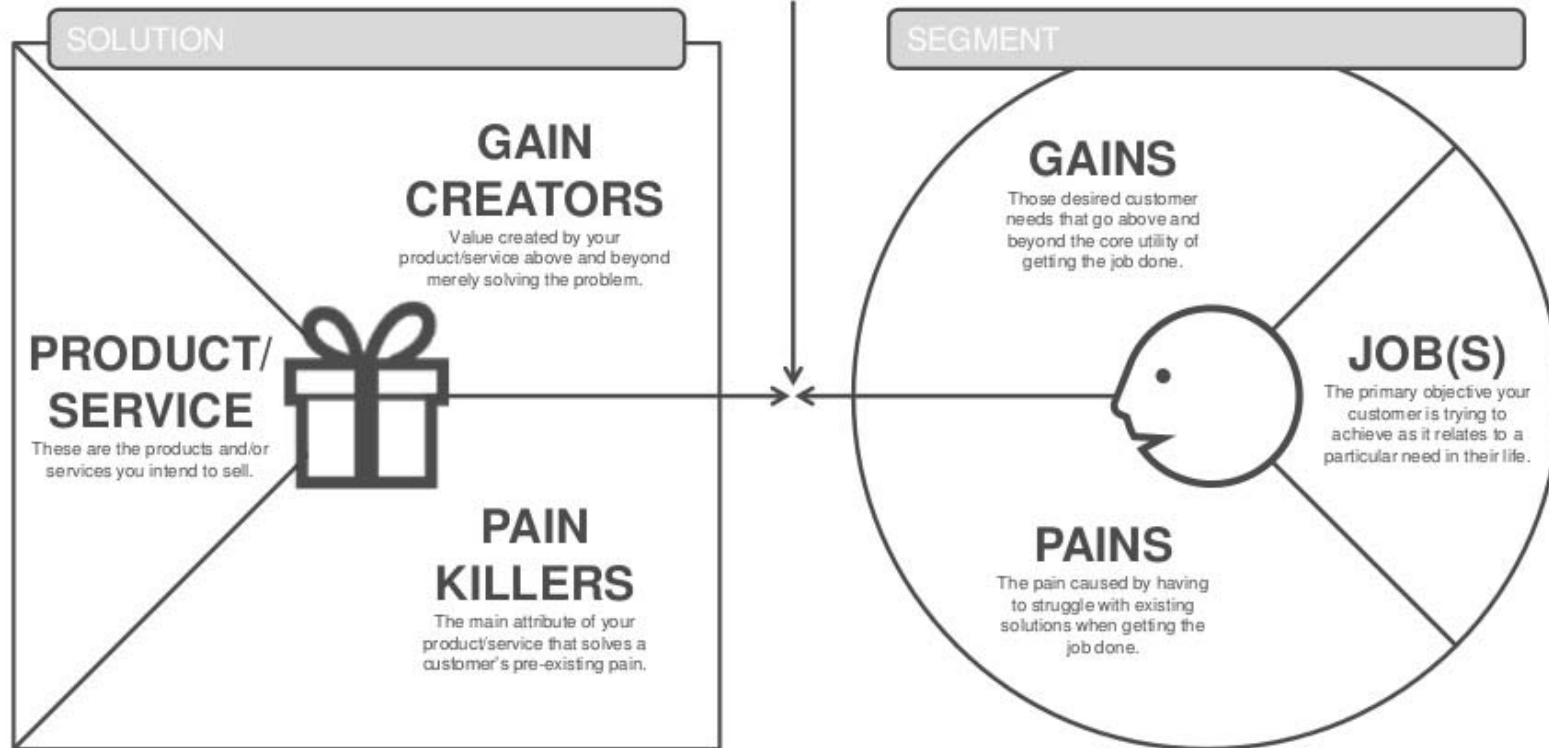 SOLUTION
GAIN
CREATORS
Value created by your
product/service above and beyond
merely solving the problem.
PRODUCT/
SERVICE
These are the products and/or
services you intend to sell.
PAIN
KILLERS
The main attribute of your
product/service that solves a
customer's pre-existing pain.
SEGMENT
GAINS
Those desired customer
needs that go above and
beyond the core utility of
getting the job done.
JOB(S)
The primary objective your
customer is trying to
achieve as it relates to a
particular need in their life.
PAINS
The pain caused by having
to struggle with existing
solutions when getting the
job done.